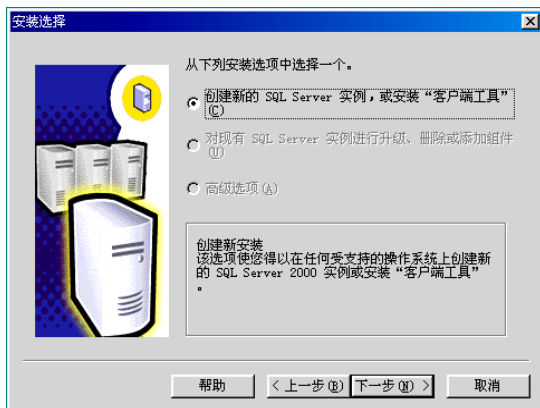 安装选择
从下列安装选项中选择一个。
创建新的 SQL Server 实例，或安装“客户端工具”
(C)
对现有 SQL Server 实例进行升级、删除或添加组件
(U)
高级选项(A)
创建新安装
该选项使您得以在任何受支持的操作系统上创建新
的 SQL Server 2000 实例或安装“客户端工具”
。
帮助
< 上一步(B)
下一步(N) >
取消